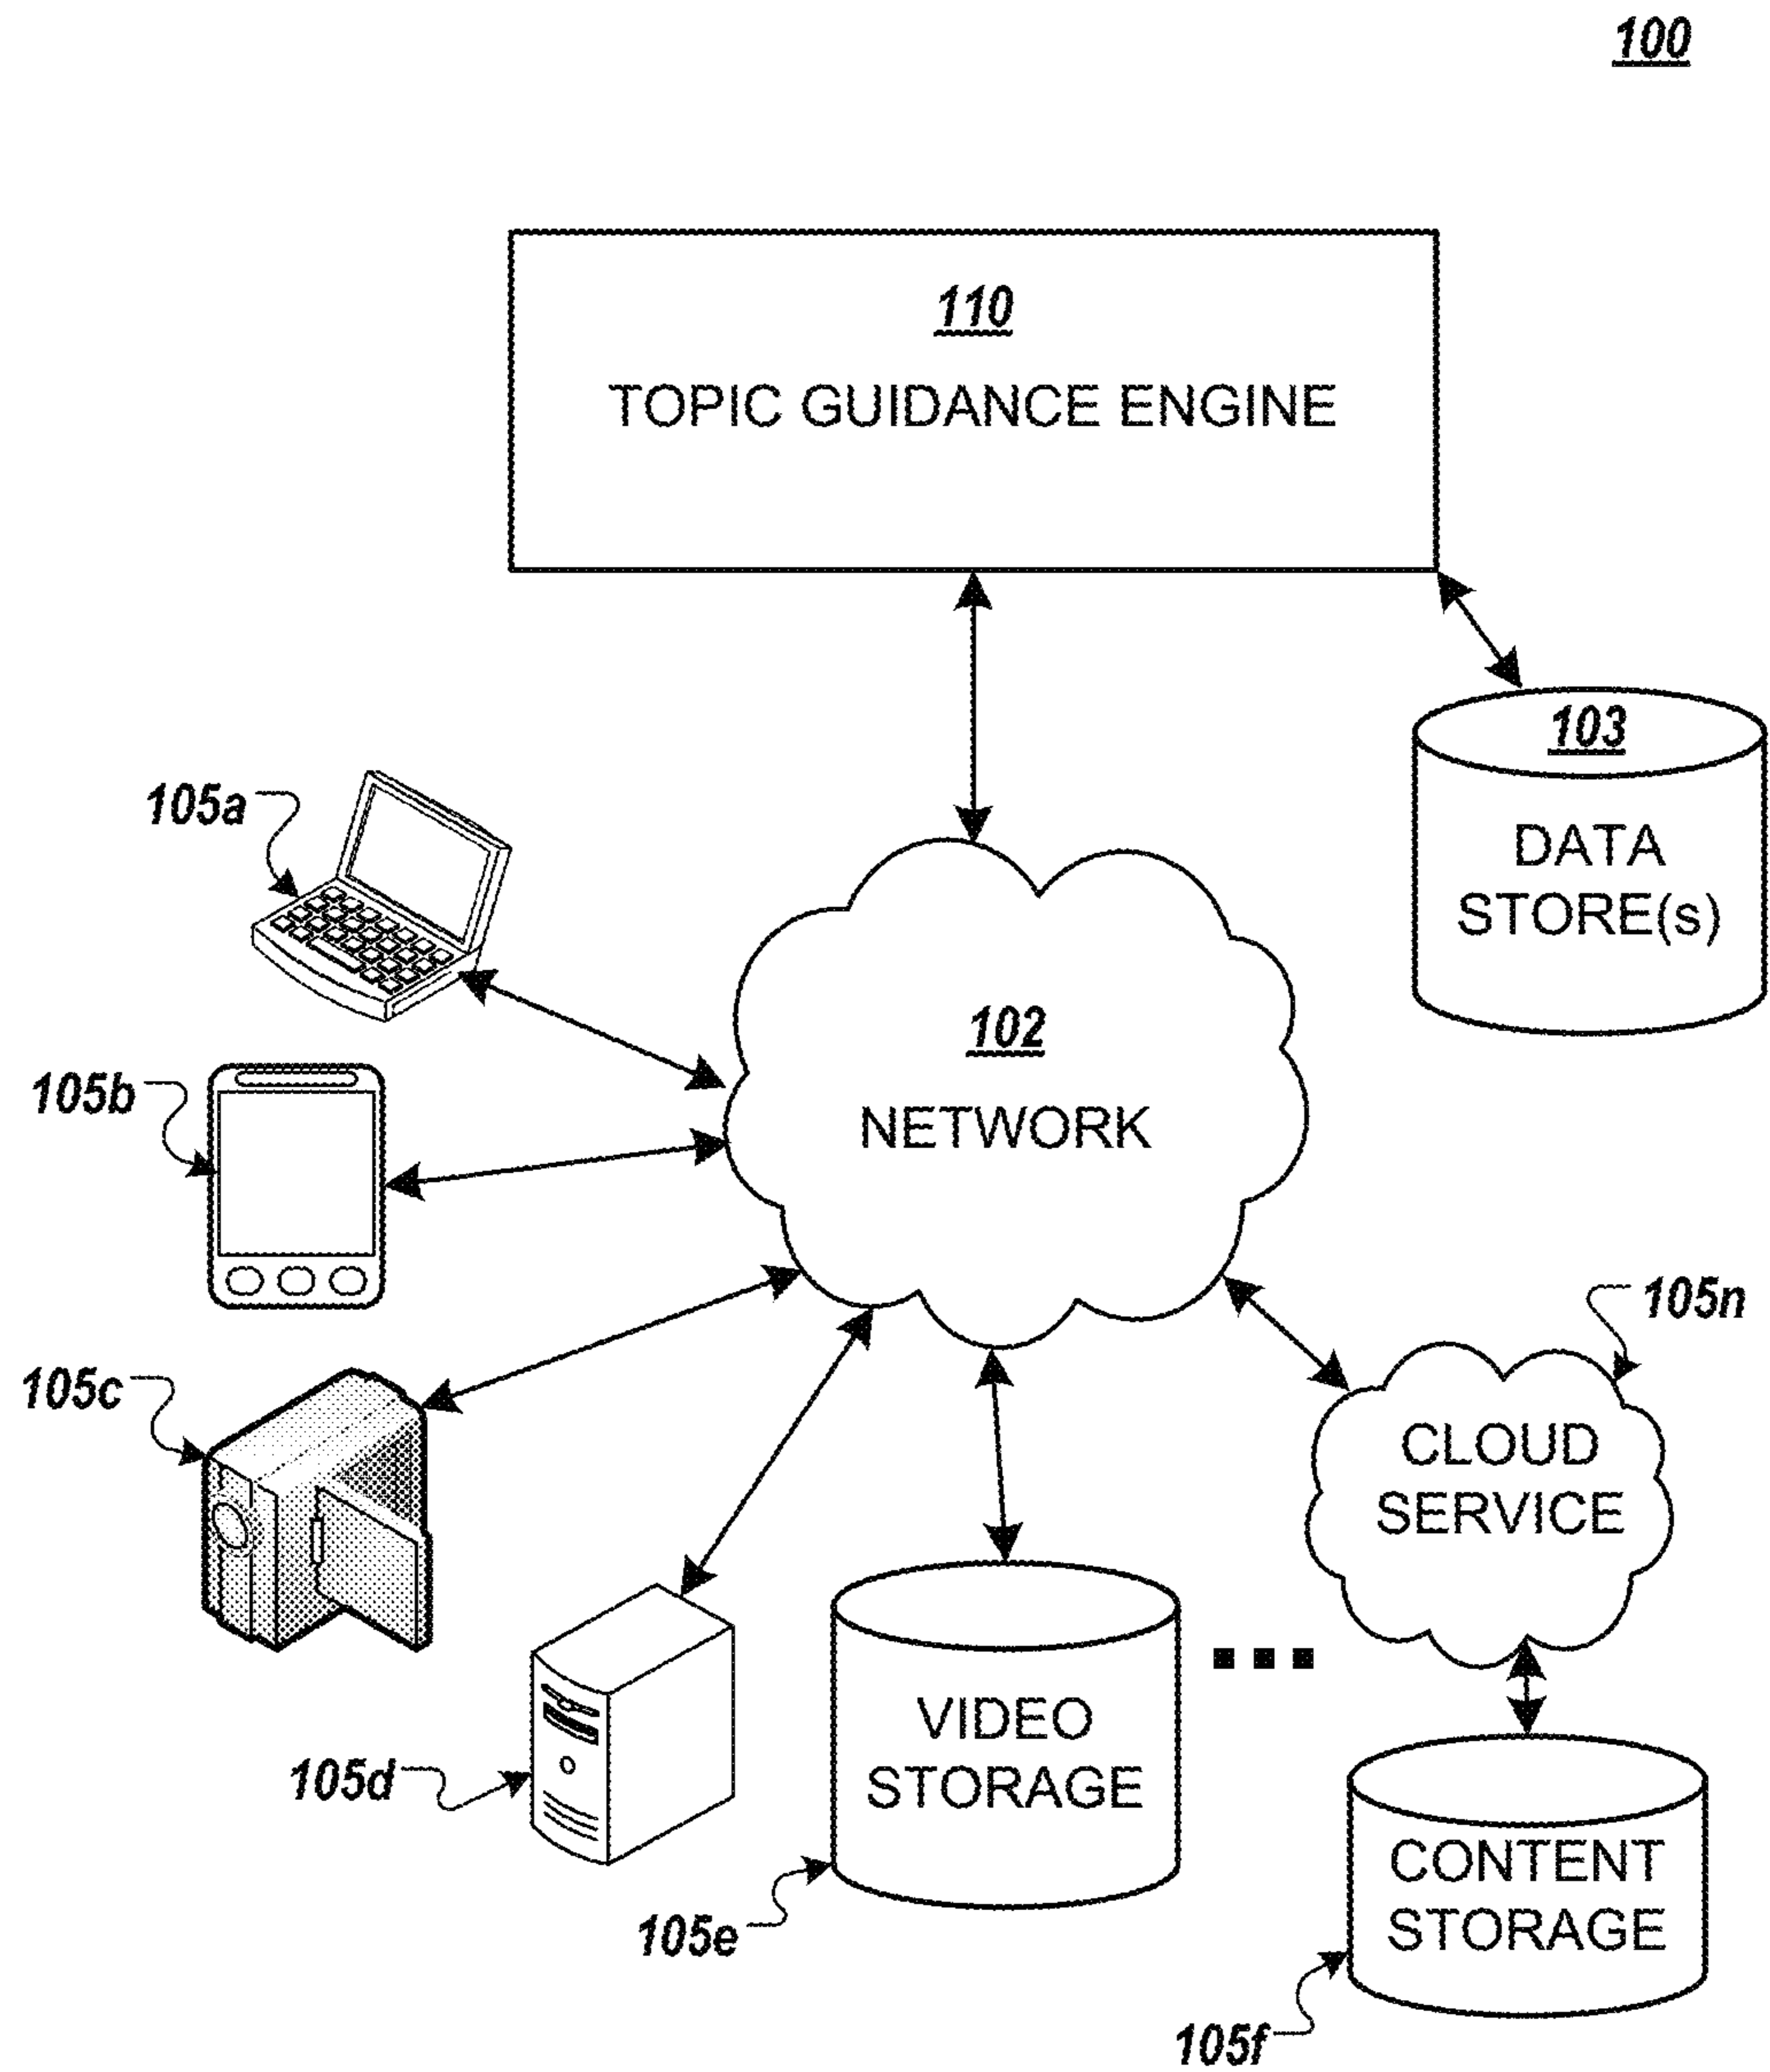 100
110
TOPIC GUIDANCE ENGINE
103
DATA
STORE(s)
105a
102
NETWORK
105b
105n
105c
CLOUD
SERVICE
VIDEO
STORAGE
105d
CONTENT
STORAGE
105e
105f